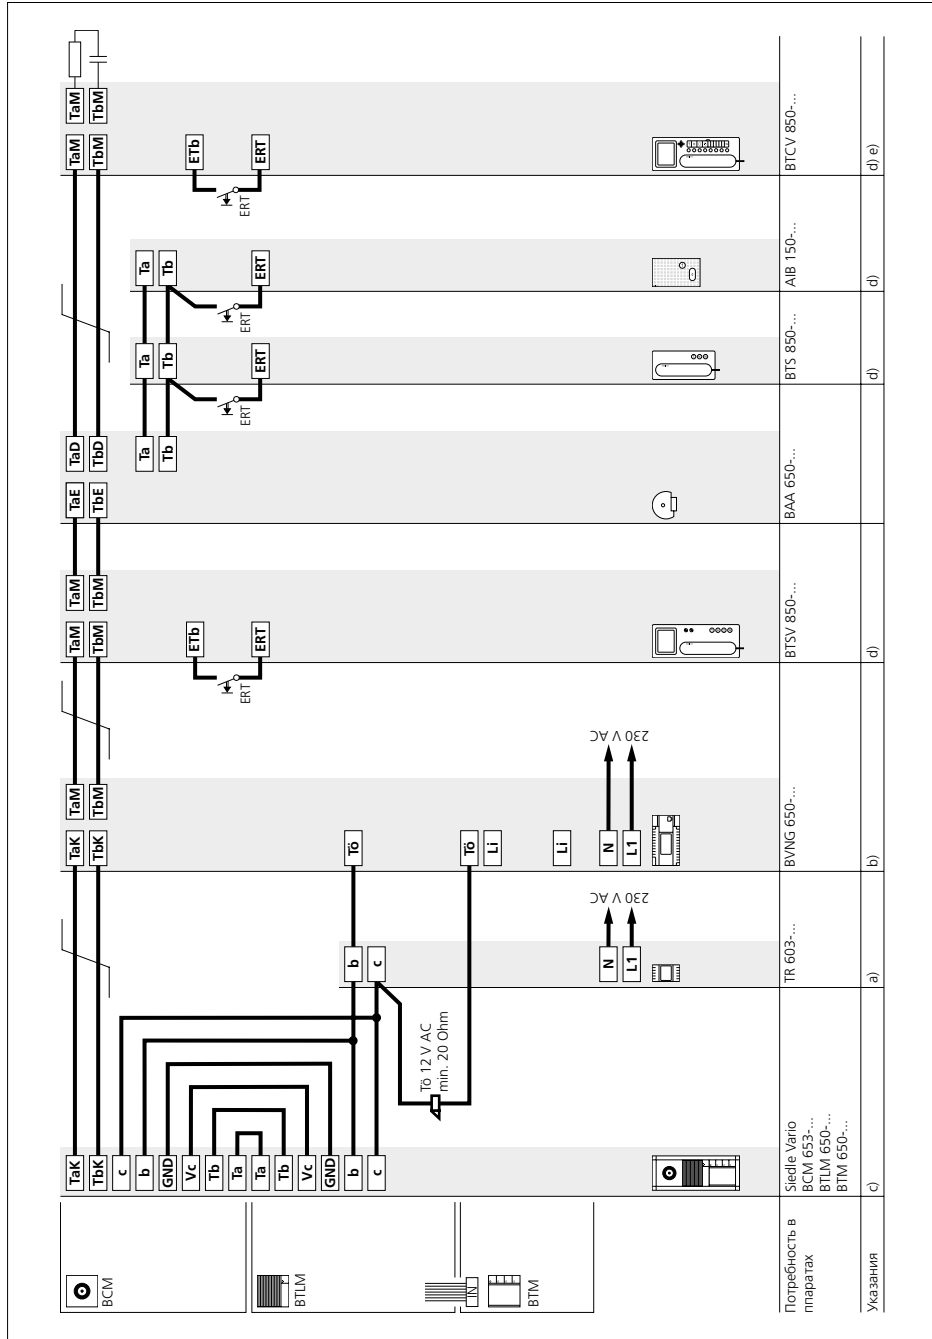 TaK TaK TaM TaM TaM TaE TaD TaM TaM
TbK TbK TbM TbM TbM TbE TbD TbM TbM
BCM
c
b Ta Ta Ta
GND Tb Tb Tb
Vc ETb ETb
Tb
Ta
ERT ERT ERT ERT
Ta ERT ERT ERT ERT
Tb
BTLM
Vc
GND
b b Tö
c c
Tö 12 V AC
min. 20 Ohm
IN Tö
Li
BTM
Li
N N
230 V AC 230 V AC
L1 L1
Потребность в
ппаратах
Siedle Vario
BCM 653-...
BTLM 650-...
BTM 650-...
TR 603-...
BVNG 650-...
BTSV 850-...
BAA 650-...
BTS 850-...
AIB 150-...
BTCV 850-...
Указания c) a) b) d) d) d) d) e)